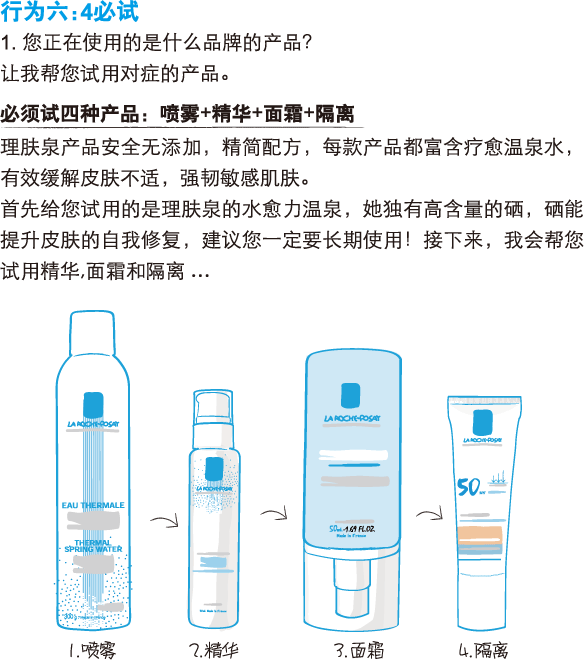 行为六：4必试
1. 您正在使用的是什么品牌的产品？
让我帮您试用对症的产品。
必须试四种产品：喷雾+精华+面霜+隔离
理肤泉产品安全无添加，精简配方，每款产品都富含疗愈温泉水，
有效缓解皮肤不适，强韧敏感肌肤。
首先给您试用的是理肤泉的水愈力温泉，她独有高含量的硒，硒能
提升皮肤的自我修复，建议您一定要长期使用！接下来，我会帮您
试用精华,面霜和隔离 ...
LA ROCHE-POSAY
EAU THERMALE
THERMAL
SPRING WATER
LA ROCHE-POSAY
LA ROCHE-POSAY
50mL 1.69 FL.OZ.
Made in France
LA ROCHE-POSAY
50
1.喷雾
2.精华
3.面霜
4.隔离